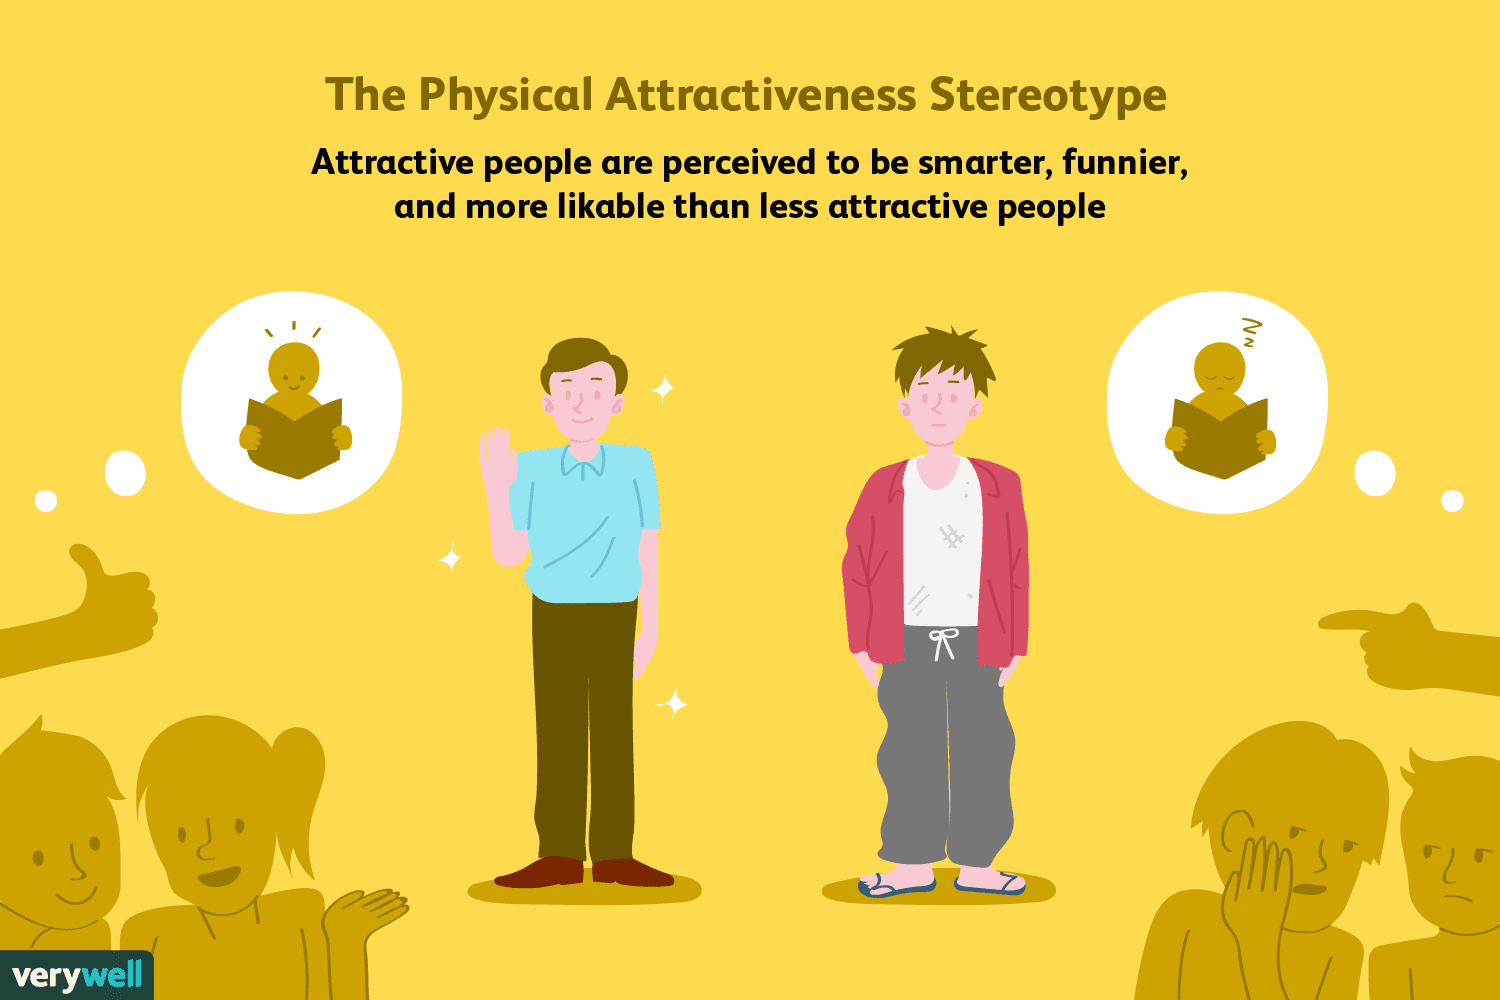 The Physical Attractiveness Stereotype
Attractive people are perceived to be smarter, funnier,
and more likable than less attractive people
z
z
verywell